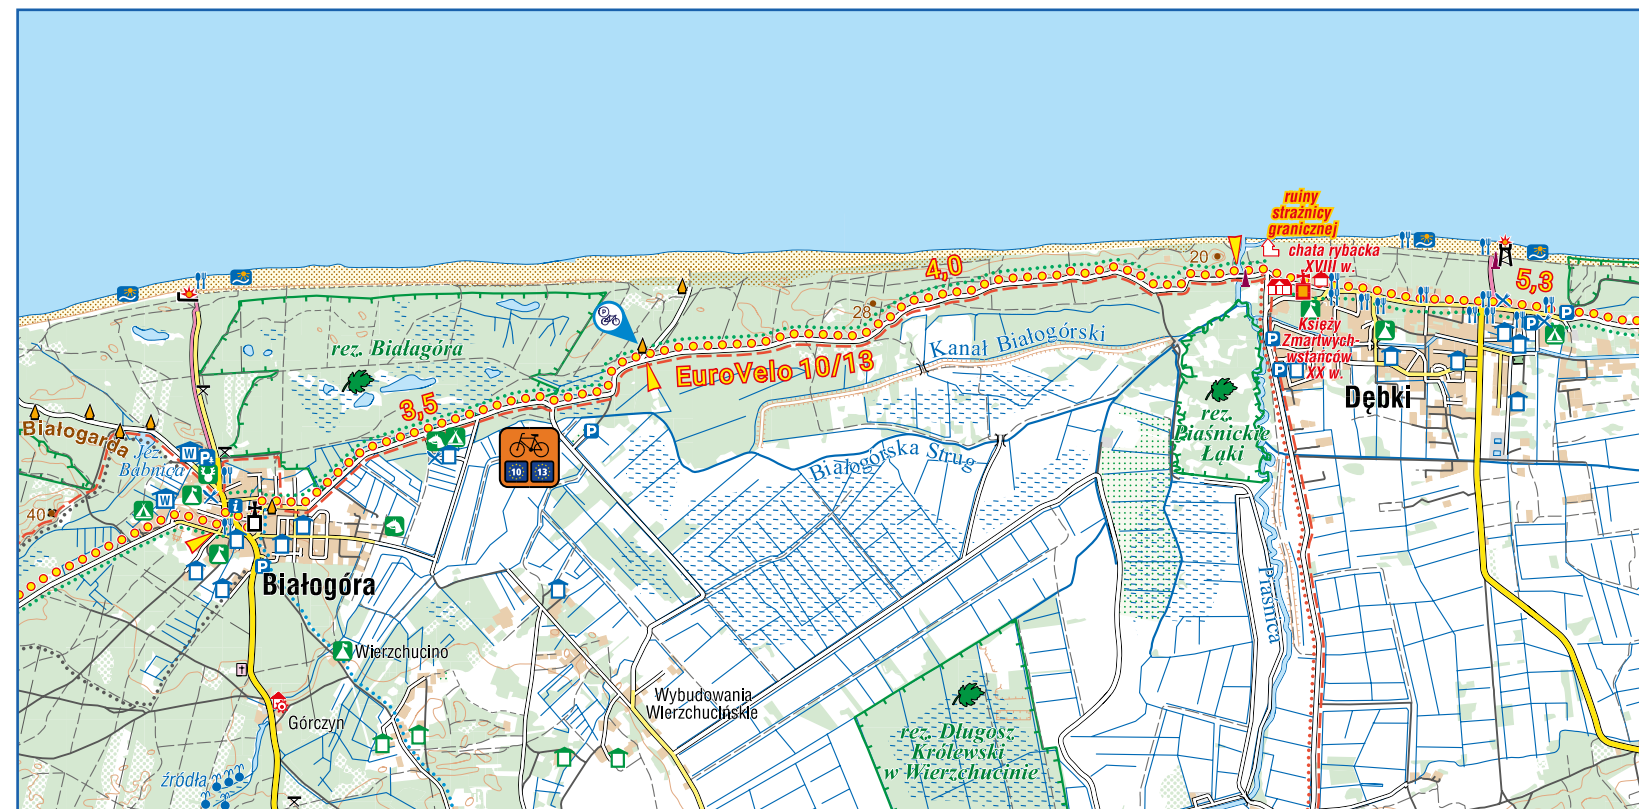 ruiny
strażnicy
granicznej
chata rybacka
XVIII w.
20
4,0
5,3
28
Księży
Zmartwych-
wstańców
XX w.
Kanał Białogórski
rez. Białagóra
EuroVelo 10/13
3,5
Dębki
rez.
Piaśnickie
Łąki
Białogarda
Jez.
Babnica
W
P
P
10
13
Białogórska Strug
W
40
i
P
Białogóra
Piaśnica
Wierzchucino
Wybudowania
Wierzchucińskie
Górczyn
rez. Długosz
Królewski
w Wierzchucinie
źródła
P
P
P
P
P